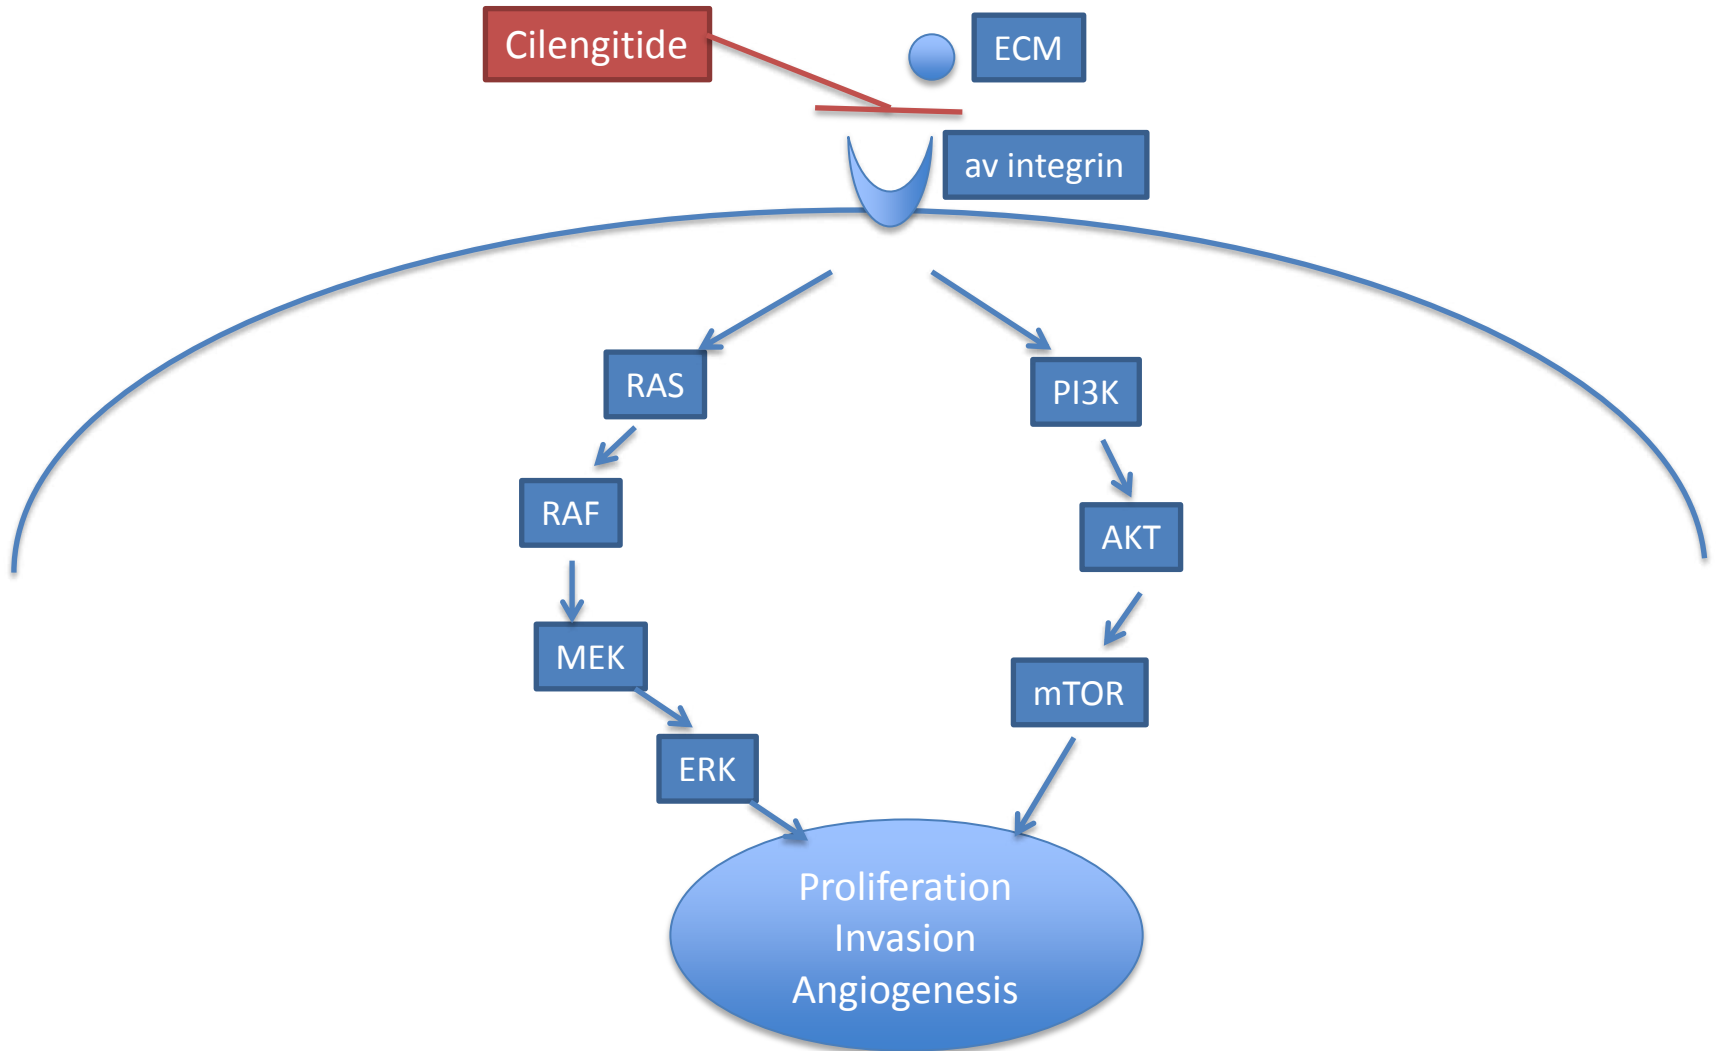 Cilengitide
ECM
av integrin
RAS
PI3K
RAF
AKT
MEK
mTOR
ERK
Proliferation
Invasion
Angiogenesis